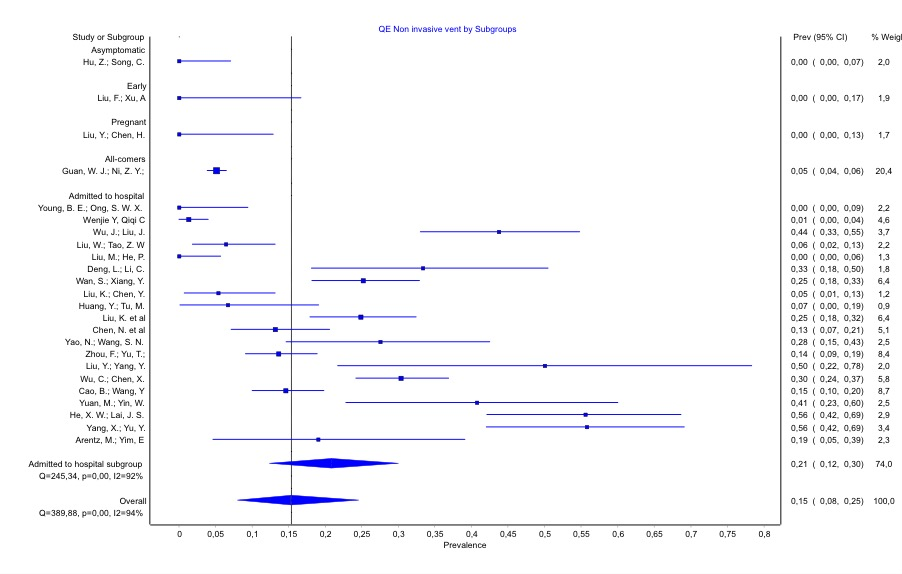 QE Non invasive vent by Subgroups
Study or Subgroup Prev (95% CI) % Weigl
Asymptomatic
Hu, Z.; Song, C. 0,00 ( 0,00, 0,07) 2,0
Early
Liu, F.; Xu, A 0,00 ( 0,00, 0,17) 1,9
Pregnant
Liu, Y.; Chen, H. 0,00 ( 0,00, 0,13) 1,7
All-comers
Guan, W. J.; Ni, Z. Y.; 0,05 ( 0,04, 0,06) 20,4
Admitted to hospital
Young, B. E.; Ong, S. W. X. 0,00 ( 0,00, 0,09) 2,2
Wenjie Y, Qiqi C 0,01 ( 0,00, 0,04) 4,6
Wu, J.; Liu, J. 0,44 ( 0,33, 0,55) 3,7
Liu, W.; Tao, Z. W 0,06 ( 0,02, 0,13) 2,2
Liu, M.; He, P. 0,00 ( 0,00, 0,06) 1,3
Deng, L.; Li, C. 0,33 ( 0,18, 0,50) 1,8
Wan, S.; Xiang, Y. 0,25 ( 0,18, 0,33) 6,4
Liu, K.; Chen, Y. 0,05 ( 0,01, 0,13) 1,2
Huang, Y.; Tu, M. 0,07 ( 0,00, 0,19) 0,9
Liu, K. et al 0,25 ( 0,18, 0,32) 6,4
Chen, N. et al 0,13 ( 0,07, 0,21) 5,1
Yao, N.; Wang, S. N. 0,28 ( 0,15, 0,43) 2,5
Zhou, F.; Yu, T.; 0,14 ( 0,09, 0,19) 8,4
Liu, Y.; Yang, Y. 0,50 ( 0,22, 0,78) 2,0
Wu, C.; Chen, X. 0,30 ( 0,24, 0,37) 5,8
Cao, B.; Wang, Y 0,15 ( 0,10, 0,20) 8,7
Yuan, M.; Yin, W. 0,41 ( 0,23, 0,60) 2,5
He, X. W.; Lai, J. S. 0,56 ( 0,42, 0,69) 2,9
Yang, X.; Yu, Y. 0,56 ( 0,42, 0,69) 3,4
Arentz, M.; Yim, E 0,19 ( 0,05, 0,39) 2,3
Admitted to hospital subgroup 0,21 ( 0,12, 0,30) 74,0
Q=245,34, p=0,00, I2=92%
Overall 0,15 ( 0,08, 0,25) 100,0
Q=389,88, p=0,00, I2=94%
0 0,05 0,1 0,15 0,2 0,25 0,3 0,35 0,4 0,45 0,5 0,55 0,6 0,65 0,7 0,75 0,8
Prevalence